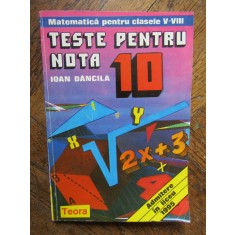 Matematică pentru clasele V-VIII
TESTE PENTRU
NOTA 10
IOAN DĂNCILĂ
Y
X
√2x+3
A
Admitere
în liceu
1995
Teora